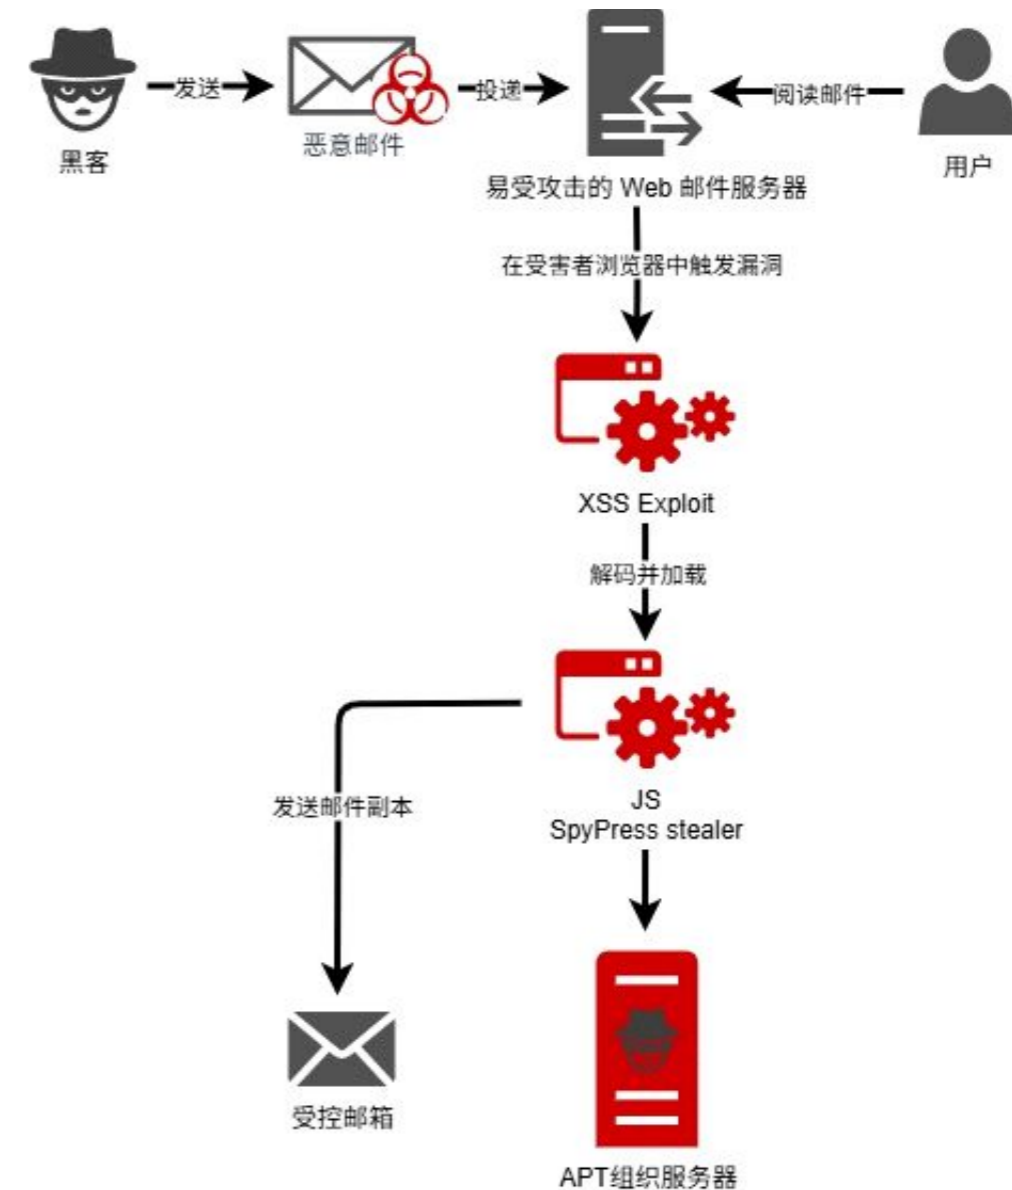 发送
投递
阅读邮件
黑客
恶意邮件
用户
易受攻击的 Web 邮件服务器
在受害者浏览器中触发漏洞
XSS Exploit
解码并加载
JS
SpyPress stealer
发送邮件副本
受控邮箱
APT组织服务器